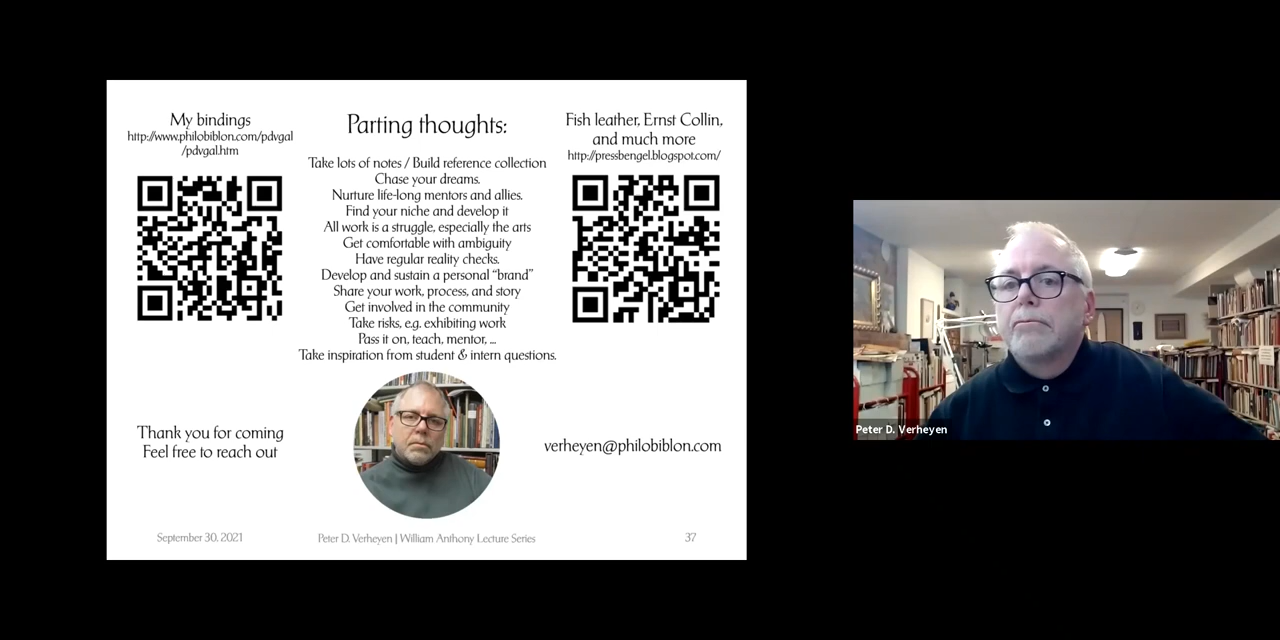 My bindings
http://www.philobiblon.com/pdvgal
/pdvgal.htm
Parting thoughts:
Take lots of notes / Build reference collection
Chase your dreams.
Nurture life-long mentors and allies.
Find your niche and develop it
All work is a struggle, especially the arts
Get comfortable with ambiguity
Have regular reality checks.
Develop and sustain a personal “brand”
Share your work, process, and story
Get involved in the community
Take risks, e.g. exhibiting work
Pass it on, teach, mentor, ...
Take inspiration from student & intern questions.
Fish leather, Ernst Collin,
and much more
http://pressbengel.blogspot.com/
Thank you for coming
Feel free to reach out
verheyen@philobiblon.com
September 30, 2021
Peter D. Verheyen | William Anthony Lecture Series
37
Peter D. Verheyen